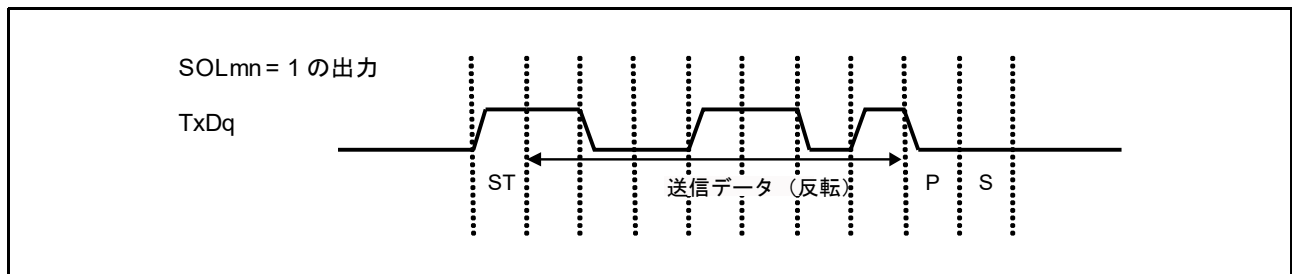 SOLmn = 1 の出力
TxDq
ST 送信データ（反転） P S